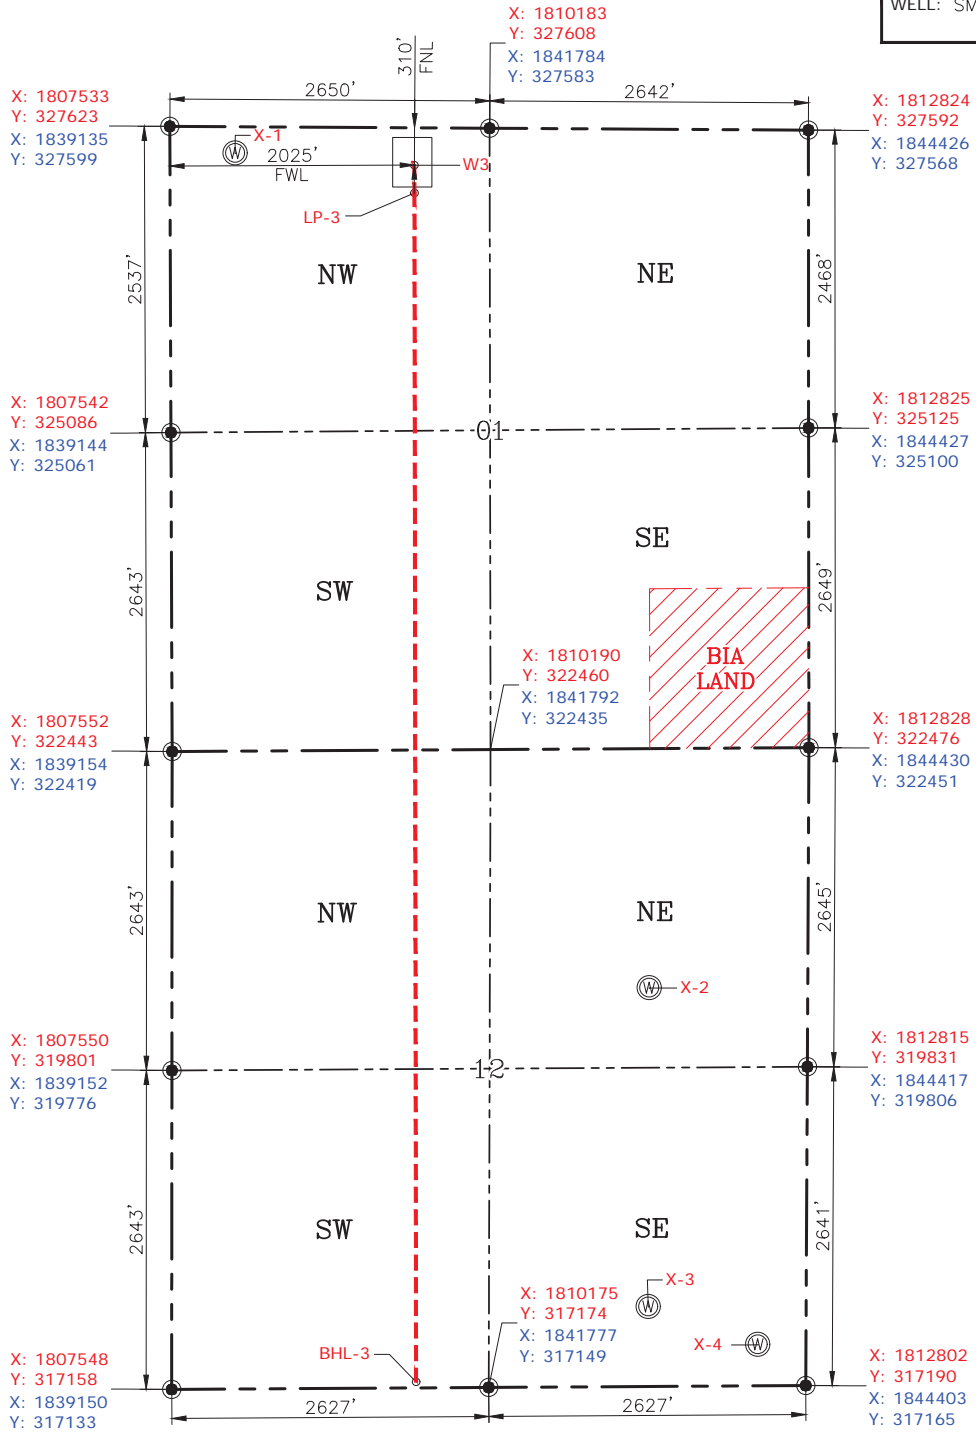 WELL: SM
X: 1810183
Y: 327608
X: 1841784
Y: 327583
310'
FNL
2650'
2642'
X: 1807533
Y: 327623
X: 1839135
Y: 327599
X: 1812824
Y: 327592
X: 1844426
Y: 327568
W
X-1
2025'
FWL
W3
LP-3
NW
NE
2537'
2468'
X: 1807542
Y: 325086
X: 1839144
Y: 325061
X: 1812825
Y: 325125
X: 1844427
Y: 325100
01
SE
SW
2643'
2649'
BIA
LAND
X: 1810190
Y: 322460
X: 1841792
Y: 322435
X: 1807552
Y: 322443
X: 1839154
Y: 322419
X: 1812828
Y: 322476
X: 1844430
Y: 322451
NW
NE
2643'
2645'
W
X-2
X: 1807550
Y: 319801
X: 1839152
Y: 319776
X: 1812815
Y: 319831
X: 1844417
Y: 319806
12
SW
SE
2643'
2641'
W
X-3
X: 1810175
Y: 317174
X: 1841777
Y: 317149
X-4
W
BHL-3
X: 1807548
Y: 317158
X: 1839150
Y: 317133
X: 1812802
Y: 317190
X: 1844403
Y: 317165
2627'
2627'